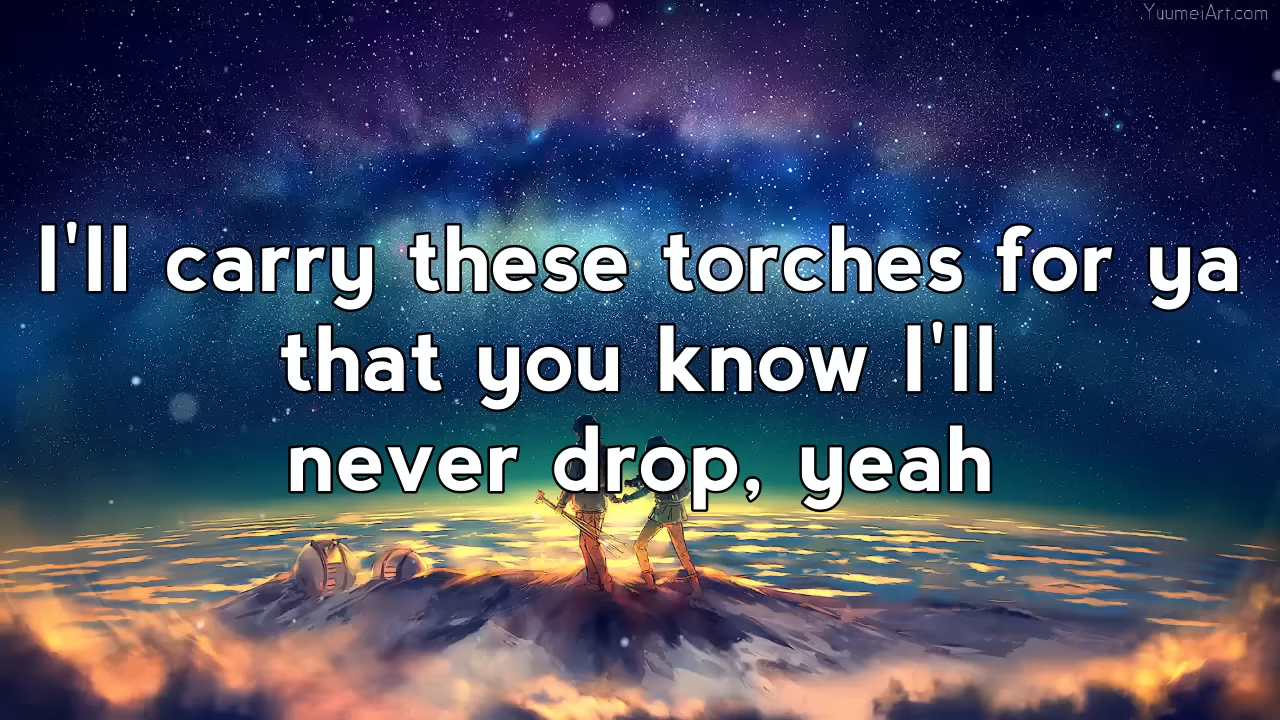 YuumeiArt.com
I'll carry these torches for ya
that you know I'll
never drop, yeah